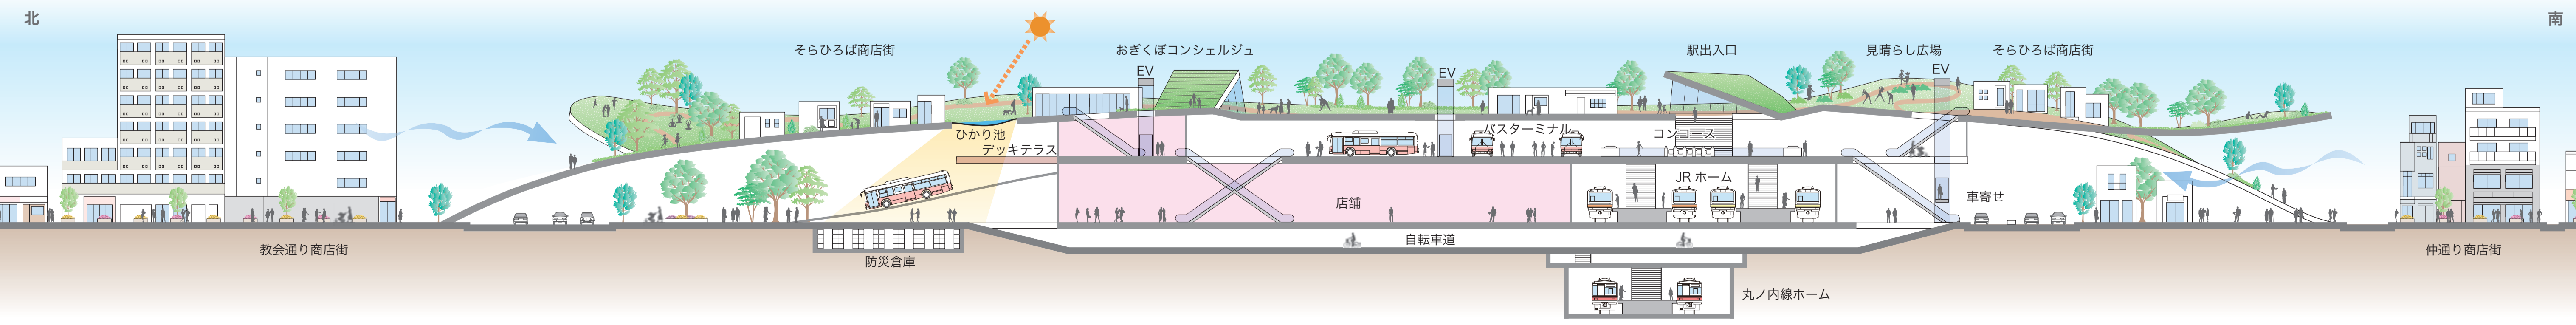 北
南
そらひろば商店街
おぎくぼコンシェルジュ
駅出入口
見晴らし広場
そらひろば商店街
EV
EV
EV
ひかり池
デッキテラス
バスターミナル
コンコース
JR ホーム
店舗
車寄せ
自転車道
教会通り商店街
防災倉庫
仲通り商店街
丸ノ内線ホーム